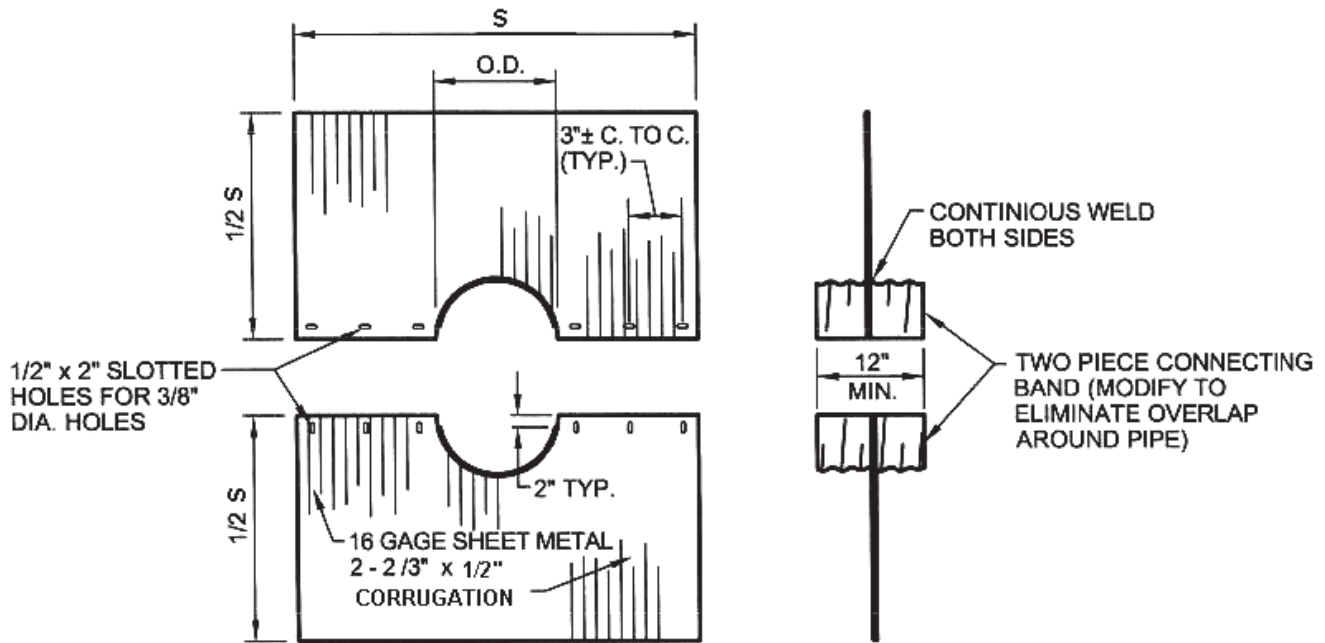 S
O.D.
3"± C. TO C.
(TYP.)
1/2 S
CONTINIOUS WELD
BOTH SIDES
1/2" x 2" SLOTTED
HOLES FOR 3/8"
DIA. HOLES
12"
MIN.
TWO PIECE CONNECTING
BAND (MODIFY TO
ELIMINATE OVERLAP
AROUND PIPE)
2" TYP.
1/2 S
16 GAGE SHEET METAL
2 - 2 /3" x 1/2"
CORRUGATION